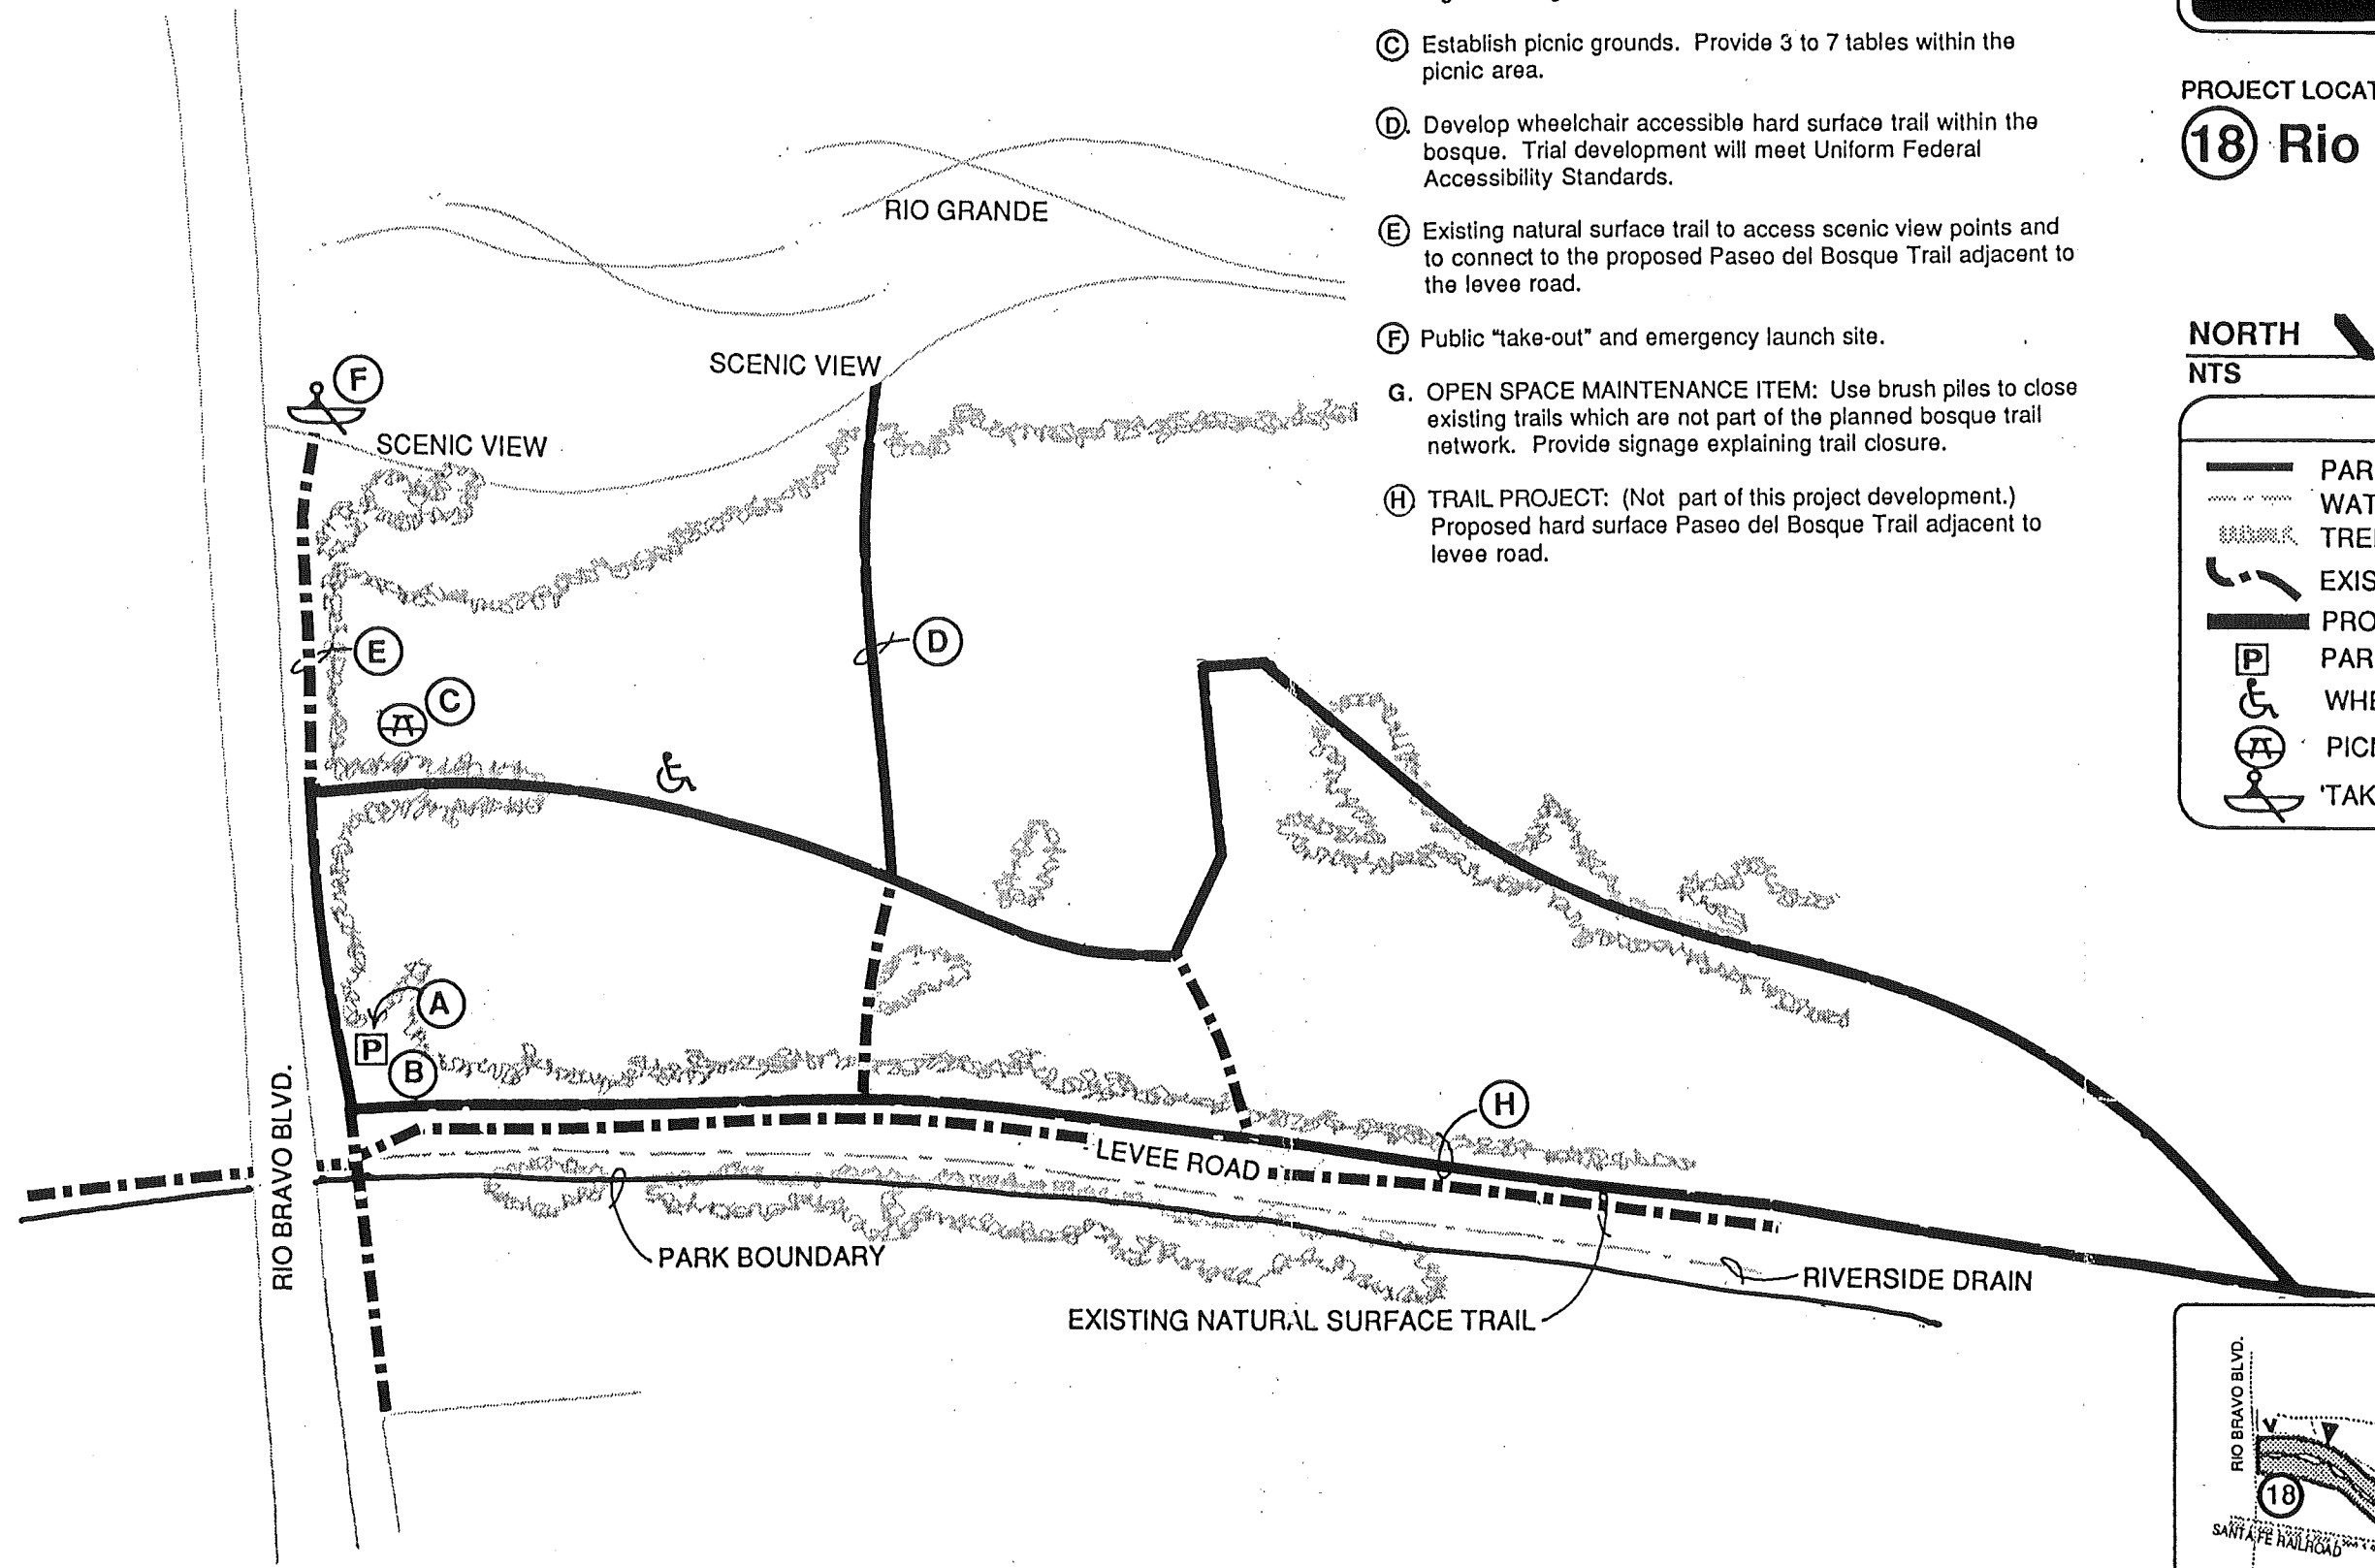 Ⓒ Establish picnic grounds. Provide 3 to 7 tables within the
picnic area.
Ⓓ. Develop wheelchair accessible hard surface trail within the
bosque. Trial development will meet Uniform Federal
Accessibility Standards.
Ⓔ Existing natural surface trail to access scenic view points and
to connect to the proposed Paseo del Bosque Trail adjacent to
the levee road.
Ⓕ Public "take-out" and emergency launch site.
G. OPEN SPACE MAINTENANCE ITEM: Use brush piles to close
existing trails which are not part of the planned bosque trail
network. Provide signage explaining trail closure.
Ⓗ TRAIL PROJECT: (Not part of this project development.)
Proposed hard surface Paseo del Bosque Trail adjacent to
levee road.
PROJECT LOCAT
18 Rio
NORTH
NTS
PAR
WAT
TRE
EXIS
PRO
P PAR
WHE
PIC
'TAK
RIO GRANDE
SCENIC VIEW
F
SCENIC VIEW
E
D
C
A
P
B
H
LEVEE ROAD
RIO BRAVO BLVD.
PARK BOUNDARY
RIVERSIDE DRAIN
EXISTING NATURAL SURFACE TRAIL
RIO BRAVO BLVD.
18
SANTA FE RAILROAD